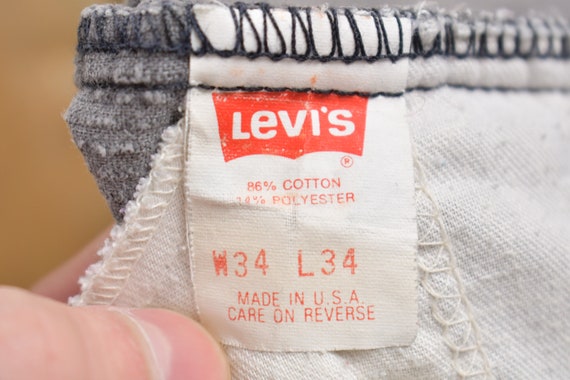 LEVI'S
®
86% COTTON
14% POLYESTER
W34 L34
MADE IN U.S.A.
CARE ON REVERSE